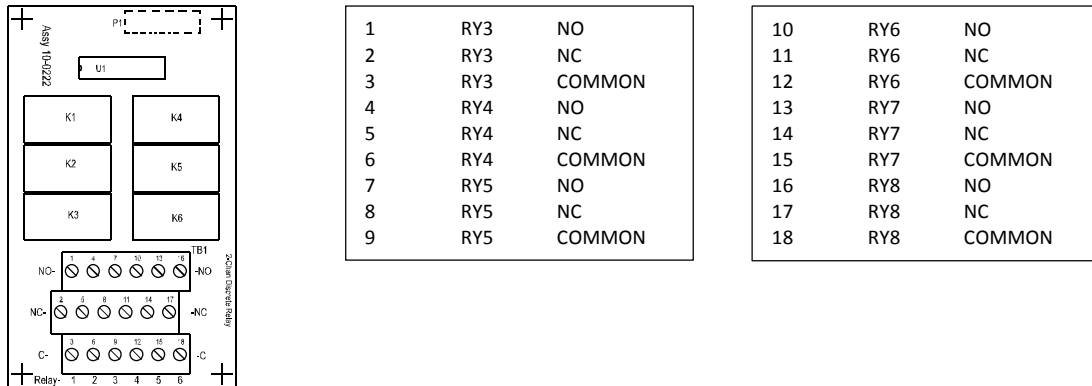 P1
Assy 10-0222
U1
K1 K4
K2 K5
K3 K6
TB1
2-Chan Discrete Relay
1 4 7 10 13 16
NO- -NO
2 5 8 11 14 17
NC- -NC
3 6 9 12 15 18
C- -C
Relay- 1 2 3 4 5 6
1 RY3 NO
2 RY3 NC
3 RY3 COMMON
4 RY4 NO
5 RY4 NC
6 RY4 COMMON
7 RY5 NO
8 RY5 NC
9 RY5 COMMON
10 RY6 NO
11 RY6 NC
12 RY6 COMMON
13 RY7 NO
14 RY7 NC
15 RY7 COMMON
16 RY8 NO
17 RY8 NC
18 RY8 COMMON